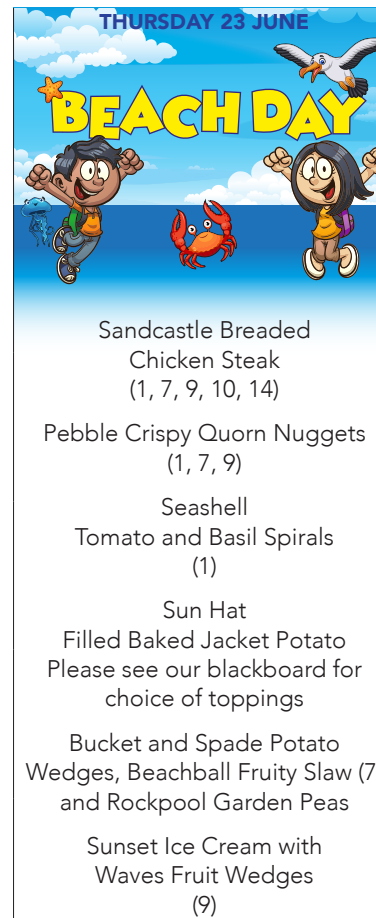 THURSDAY 23 JUNE
BEACH DAY
Sandcastle Breaded
Chicken Steak
(1, 7, 9, 10, 14)
Pebble Crispy Quorn Nuggets
(1, 7, 9)
Seashell
Tomato and Basil Spirals
(1)
Sun Hat
Filled Baked Jacket Potato
Please see our blackboard for
choice of toppings
Bucket and Spade Potato
Wedges, Beachball Fruity Slaw (7
and Rockpool Garden Peas
Sunset Ice Cream with
Waves Fruit Wedges
(9)